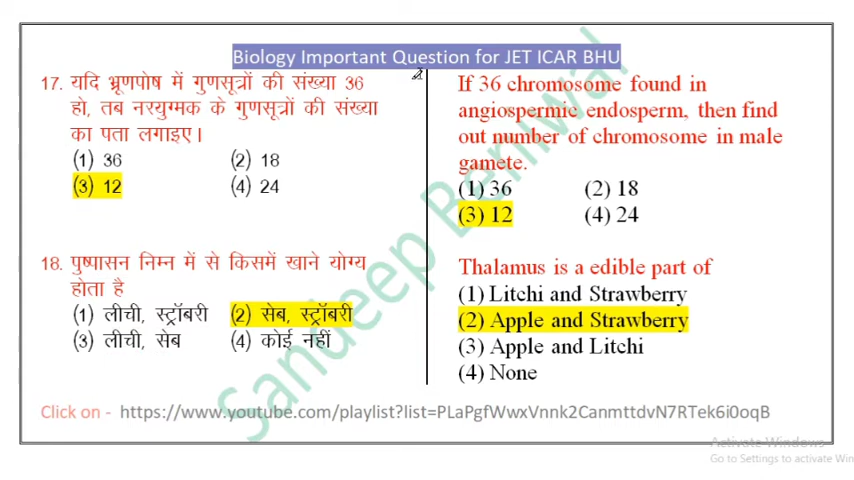 Biology Important Question for JET ICAR BHU
17. यदि भ्रूणपोष में गुणसूत्रों की संख्या 36
हो, तब नरयुग्मक के गुणसूत्रों की संख्या
का पता लगाइए।
(1) 36 (2) 18
(3) 12 (4) 24
18. पुष्पासन निम्न में से किसमें खाने योग्य
होता है
(1) लीची, स्ट्रॉबरी (2) सेब, स्ट्रॉबरी
(3) लीची, सेब (4) कोई नहीं
If 36 chromosome found in
angiospermic endosperm, then find
out number of chromosome in male
gamete.
(1) 36 (2) 18
(3) 12 (4) 24
Thalamus is a edible part of
(1) Litchi and Strawberry
(2) Apple and Strawberry
(3) Apple and Litchi
(4) None
Sandeep Beniwal
Click on - https://www.youtube.com/playlist?list=PLaPgfWwxVnnk2CanmttdvN7RTek6i0oqB
Activate Windows
Go to Settings to activate Win